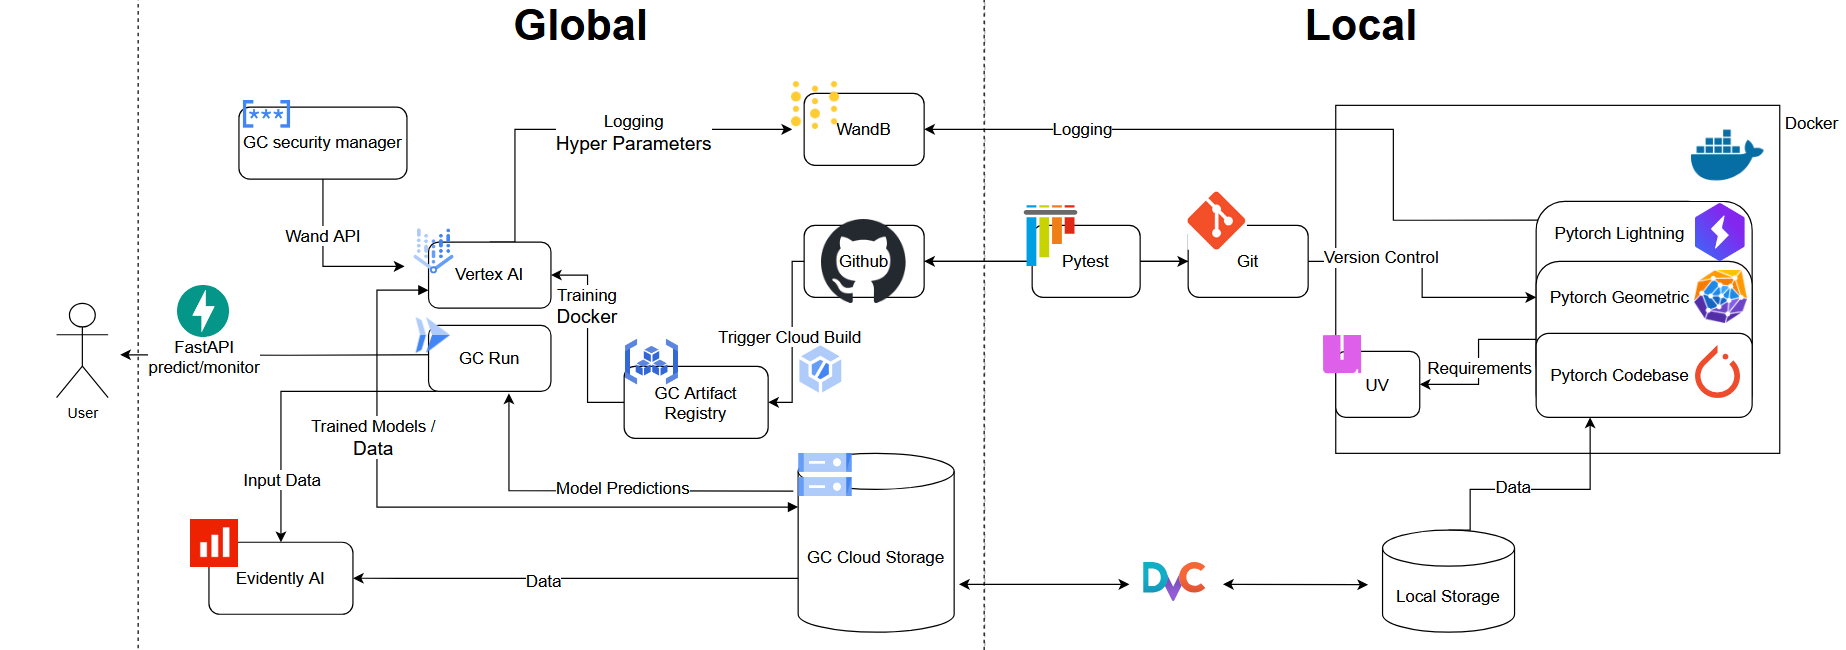 Global
Local
Docker
GC security manager
Logging
Hyper Parameters
WandB
Logging
Wand API
Vertex AI
Github
Pytest
Git
Version Control
Pytorch Lightning
Pytorch Geometric
Pytorch Codebase
Training
Docker
Trigger Cloud Build
FastAPI
predict/monitor
GC Run
GC Artifact
Registry
UV
Requirements
User
Trained Models /
Data
Input Data
Model Predictions
Data
GC Cloud Storage
Evidently AI
Data
DVC
Local Storage